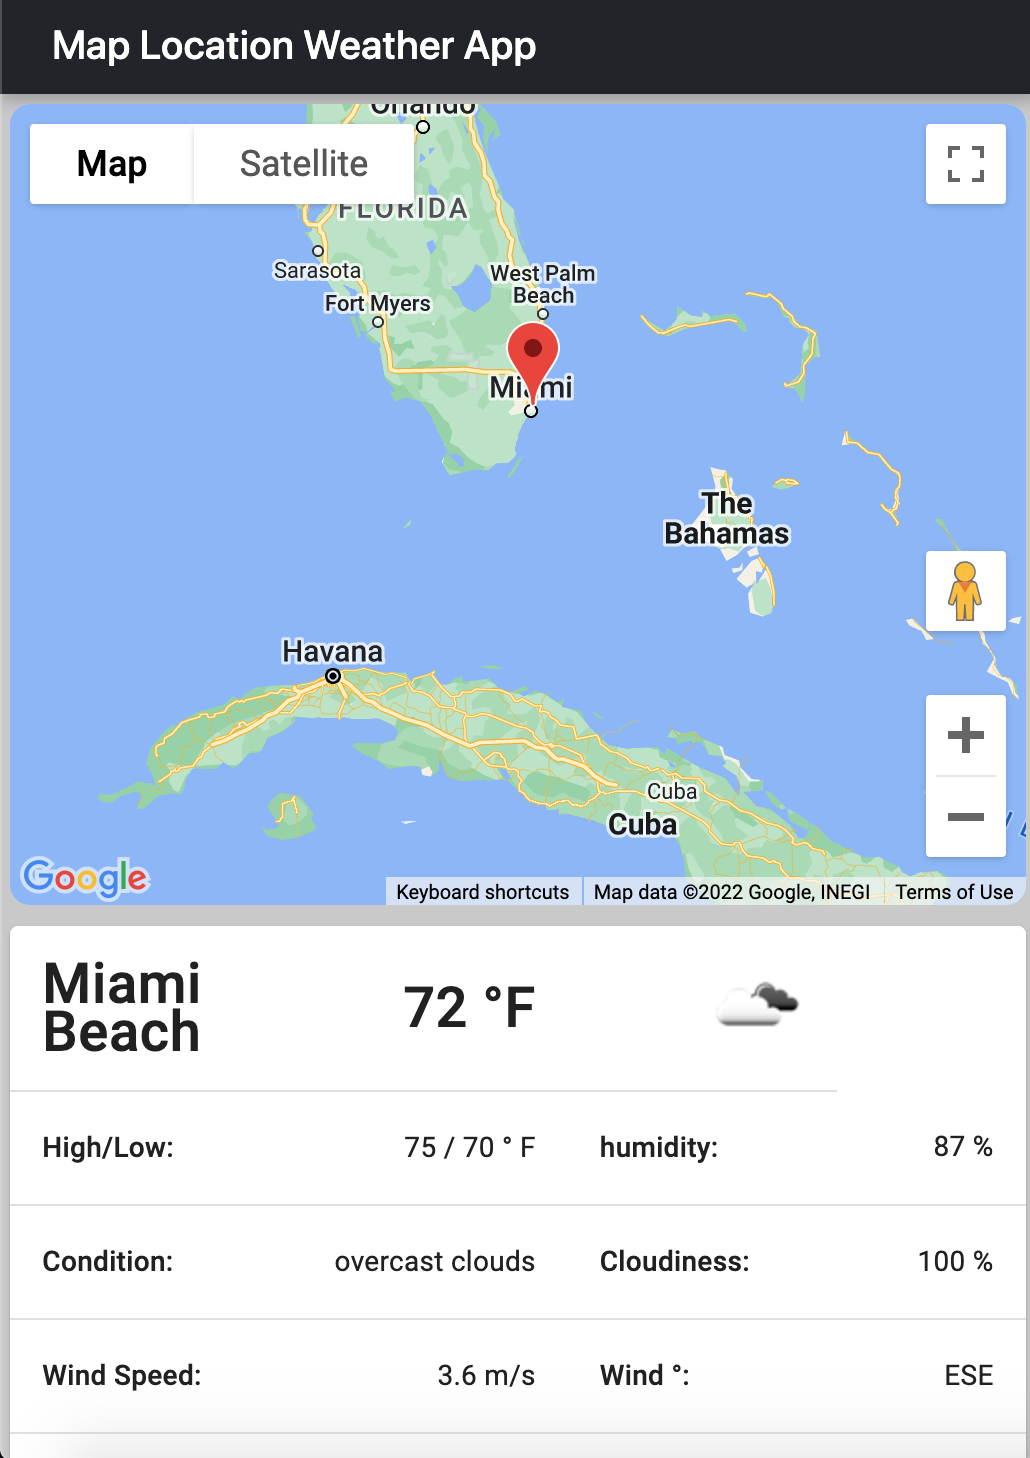 Map Location Weather App
Orlando
Map
Satellite
FLORIDA
Sarasota
West Palm
Beach
Fort Myers
Miami
The
Bahamas
Havana
Cuba
Cuba
Google
Keyboard shortcuts
Map data ©2022 Google, INEGI
Terms of Use
Miami
Beach
72 °F
High/Low:
75 / 70 ° F
humidity:
87 %
Condition:
overcast clouds
Cloudiness:
100 %
Wind Speed:
3.6 m/s
Wind °:
ESE